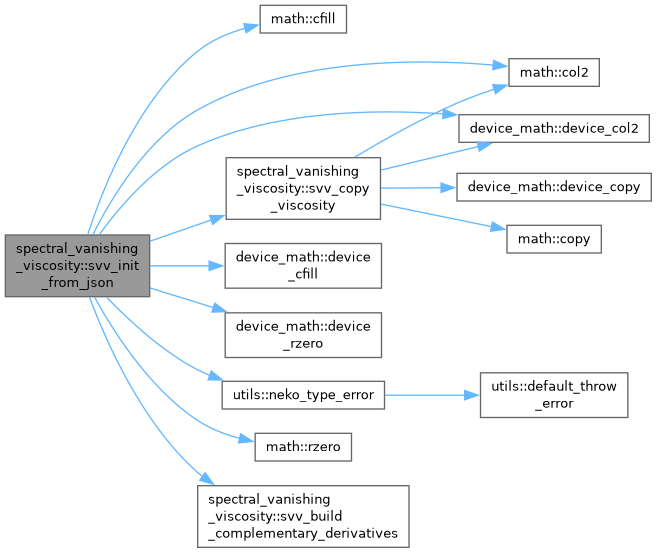 math::cfill
math::col2
device_math::device_col2
spectral_vanishing
_viscosity::svv_copy
_viscosity
device_math::device_copy
math::copy
spectral_vanishing
_viscosity::svv_init
_from_json
device_math::device
_cfill
device_math::device
_rzero
utils::neko_type_error
utils::default_throw
_error
math::rzero
spectral_vanishing
_viscosity::svv_build
_complementary_derivatives